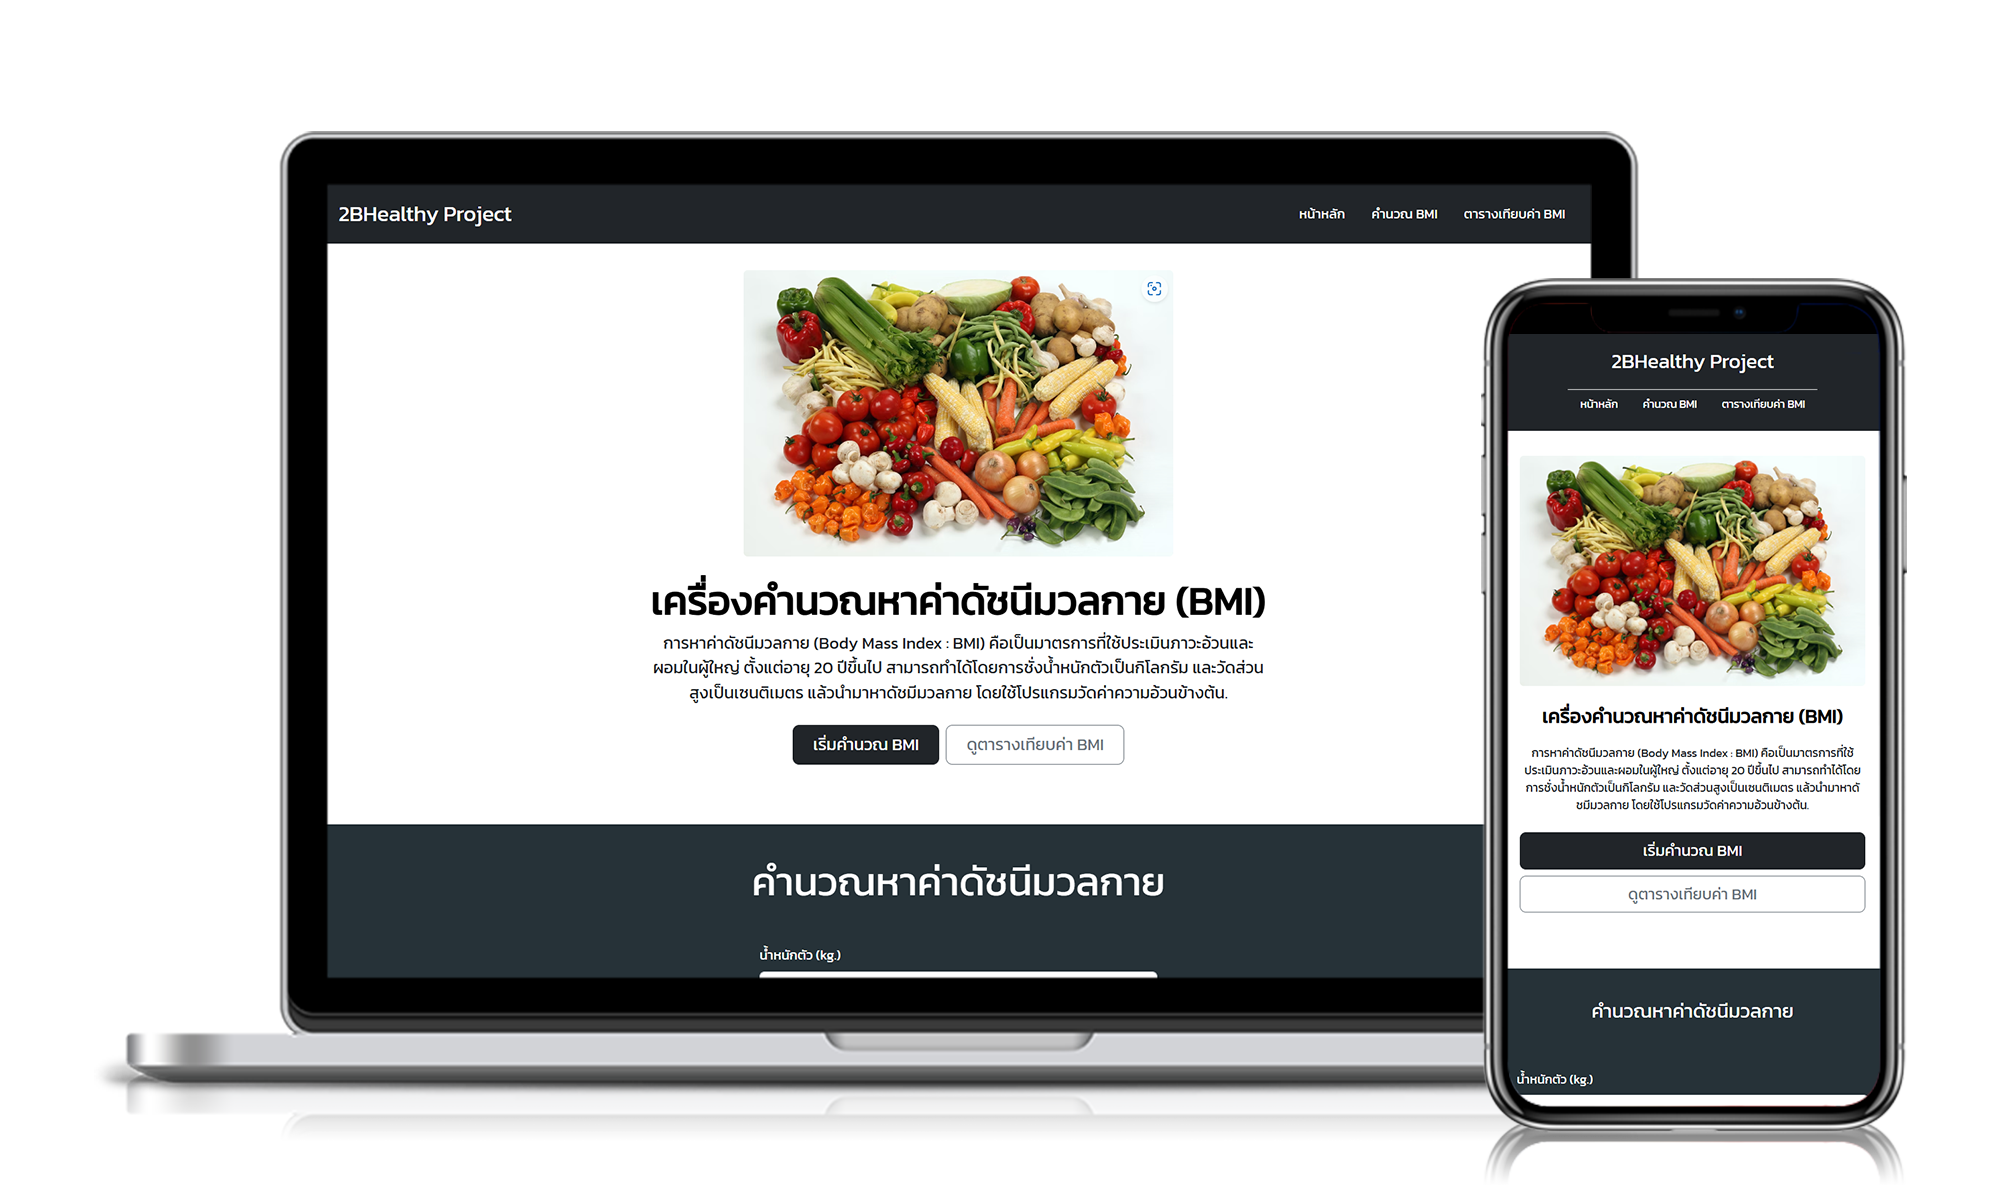 2BHealthy Project
หน้าหลัก คำนวณ BMI ตารางเทียบค่า BMI
เครื่องคำนวณหาค่าดัชนีมวลกาย (BMI)
การหาค่าดัชนีมวลกาย (Body Mass Index : BMI) คือเป็นมาตรการที่ใช้ประเมินภาวะอ้วนและ
ผอมในผู้ใหญ่ ตั้งแต่อายุ 20 ปีขึ้นไป สามารถทำได้โดยการชั่งน้ำหนักตัวเป็นกิโลกรัม และวัดส่วน
สูงเป็นเซนติเมตร แล้วนำมาหาดัชมีมวลกาย โดยใช้โปรแกรมวัดค่าความอ้วนข้างต้น.
เริ่มคำนวณ BMI ดูตารางเทียบค่า BMI
คำนวณหาค่าดัชนีมวลกาย
น้ำหนักตัว (kg.)
2BHealthy Project
หน้าหลัก คำนวณ BMI ตารางเทียบค่า BMI
เครื่องคำนวณหาค่าดัชนีมวลกาย (BMI)
การหาค่าดัชนีมวลกาย (Body Mass Index : BMI) คือเป็นมาตรการที่ใช้
ประเมินภาวะอ้วนและผอมในผู้ใหญ่ ตั้งแต่อายุ 20 ปีขึ้นไป สามารถทำได้โดย
การชั่งน้ำหนักตัวเป็นกิโลกรัม และวัดส่วนสูงเป็นเซนติเมตร แล้วนำมาหาดั
ชมีมวลกาย โดยใช้โปรแกรมวัดค่าความอ้วนข้างต้น.
เริ่มคำนวณ BMI
ดูตารางเทียบค่า BMI
คำนวณหาค่าดัชนีมวลกาย
น้ำหนักตัว (kg.)